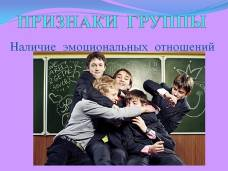 ПРИЗНАКИ ГРУППЫ
Наличие эмоциональных отношений